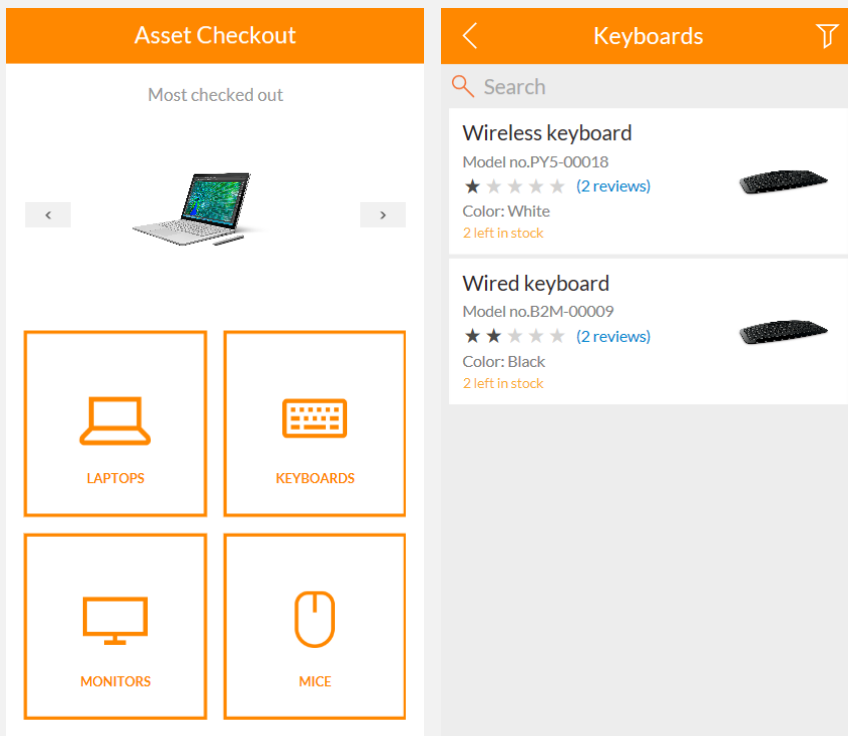 Asset Checkout
Most checked out
LAPTOPS
KEYBOARDS
MONITORS
MICE
Keyboards
Search
Wireless keyboard
Model no.PY5-00018
(2 reviews)
Color: White
2 left in stock
Wired keyboard
Model no.B2M-00009
(2 reviews)
Color: Black
2 left in stock